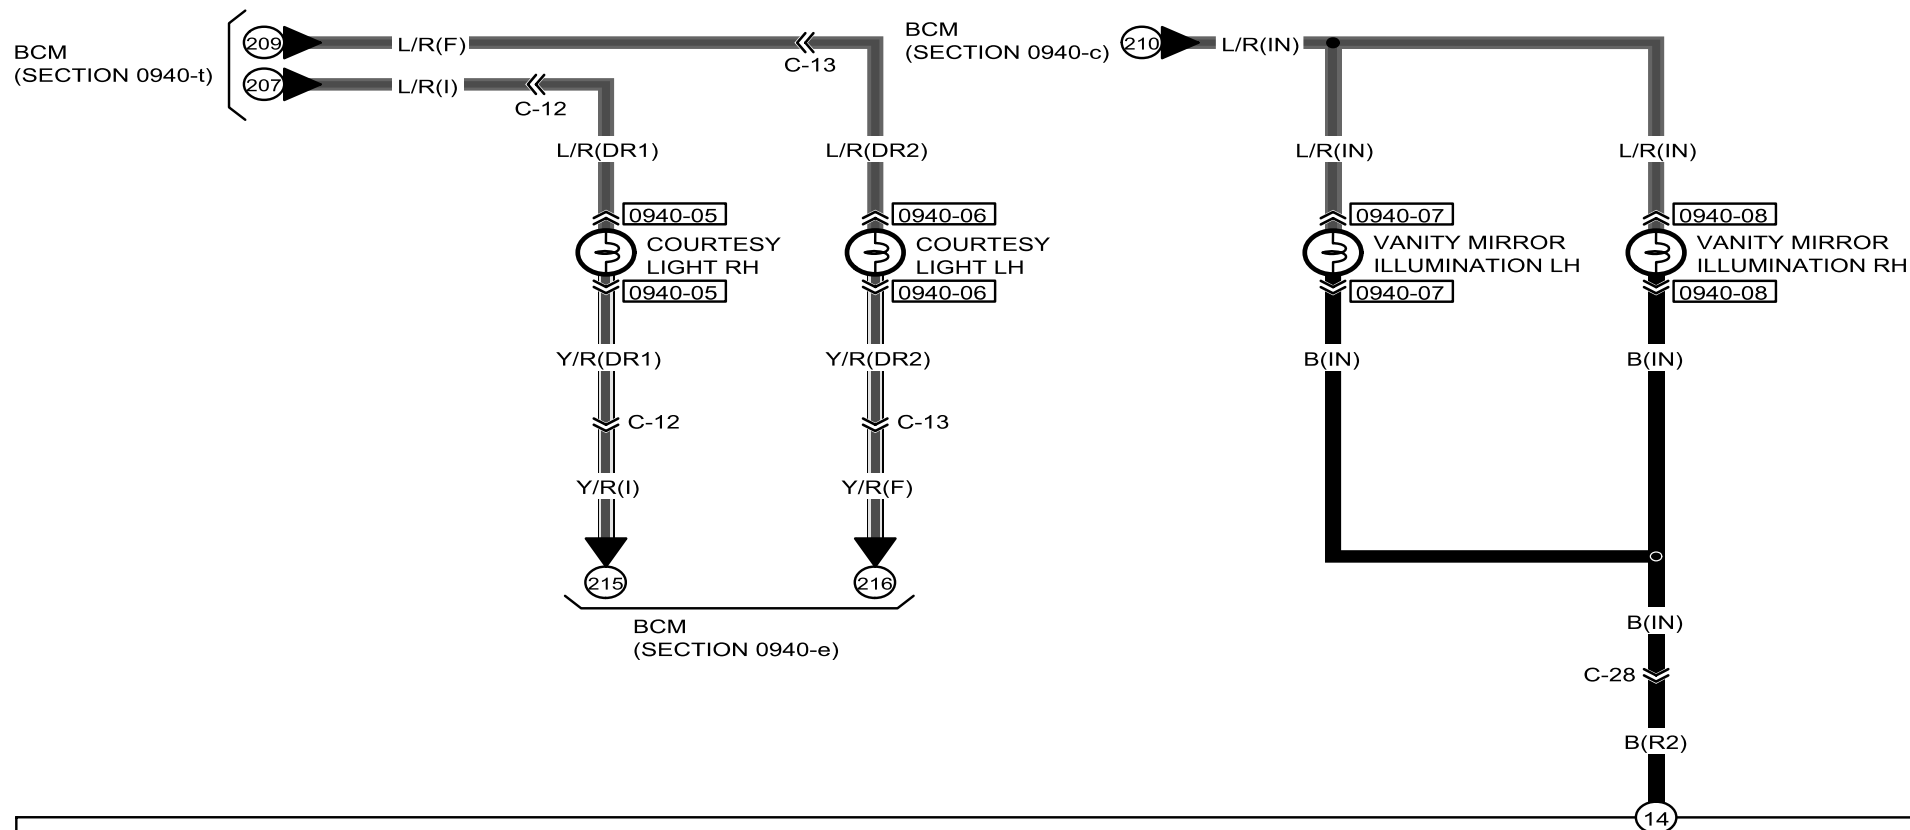 BCM
(SECTION 0940-t)
209
L/R(F)
C-13
207
L/R(I)
C-12
BCM
(SECTION 0940-c)
210
L/R(IN)
L/R(DR1)
L/R(DR2)
L/R(IN)
L/R(IN)
0940-05
COURTESY
LIGHT RH
0940-05
0940-06
COURTESY
LIGHT LH
0940-06
0940-07
VANITY MIRROR
ILLUMINATION LH
0940-07
0940-08
VANITY MIRROR
ILLUMINATION RH
0940-08
Y/R(DR1)
Y/R(DR2)
B(IN)
B(IN)
C-12
C-13
Y/R(I)
Y/R(F)
215
216
BCM
(SECTION 0940-e)
B(IN)
C-28
B(R2)
14